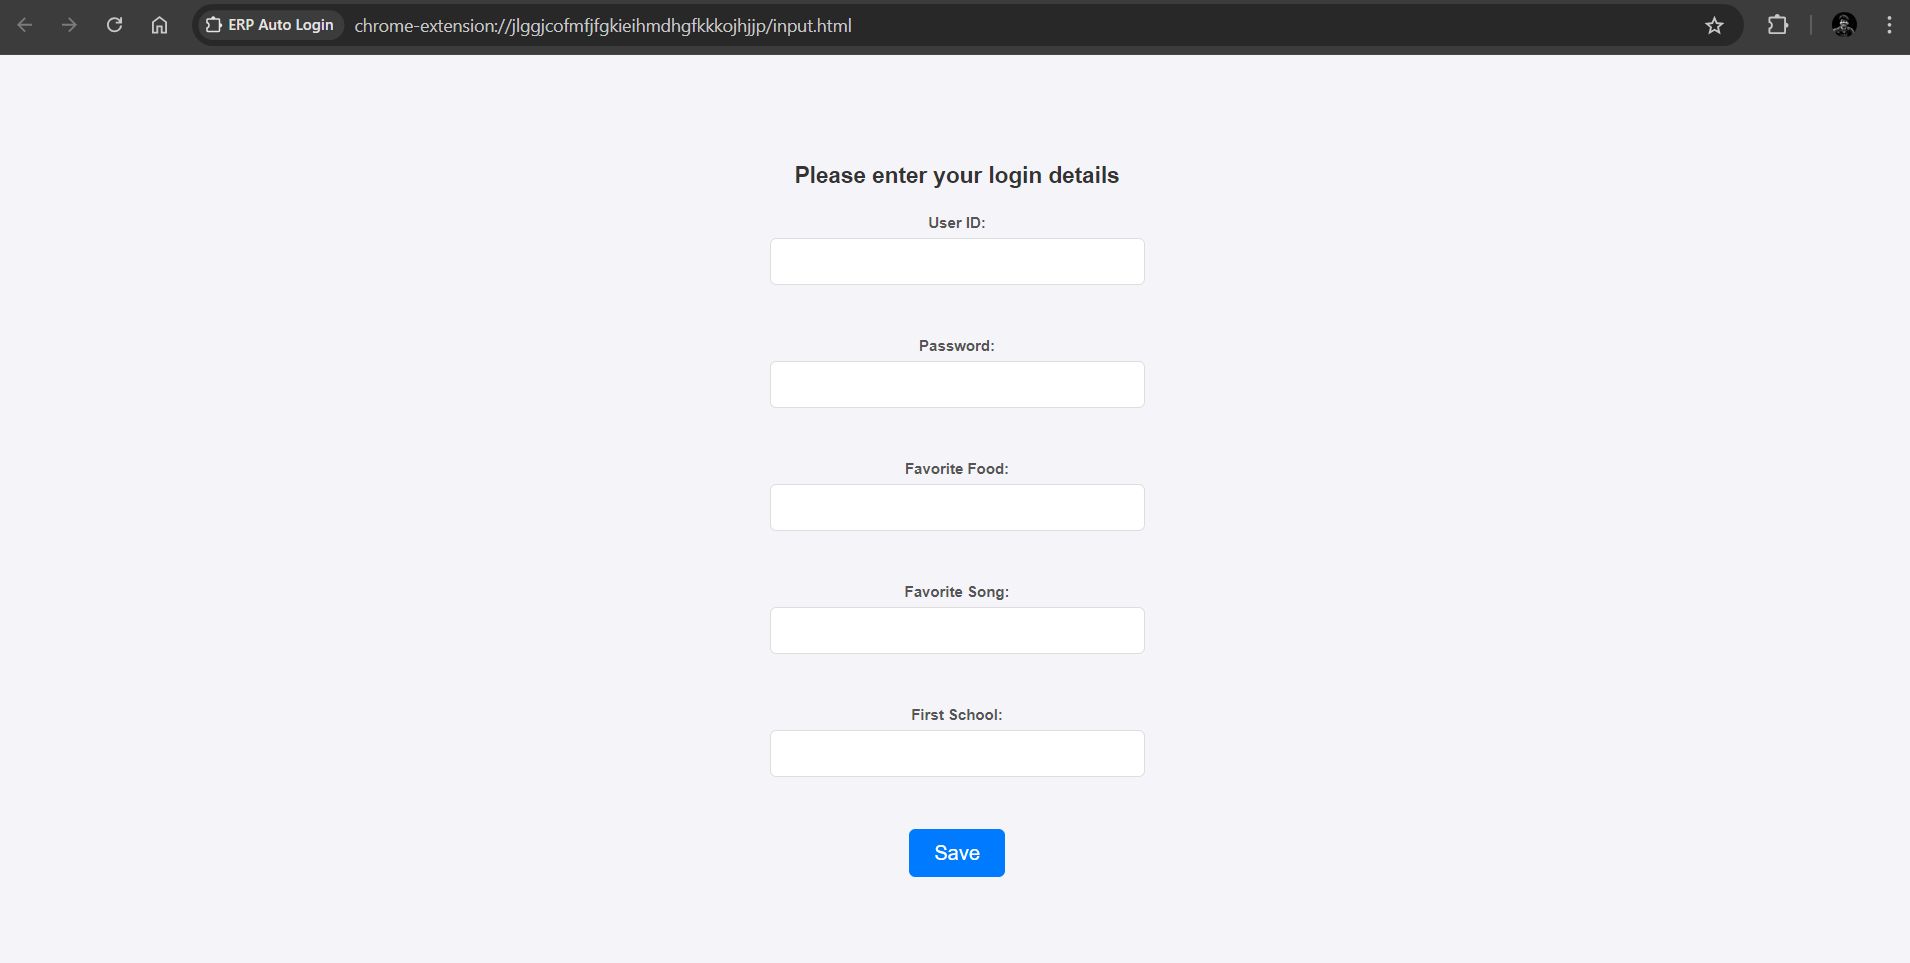 ERP Auto Login chrome-extension://jlggjcofmfjfgkieihmdhgfkkkojhjjp/input.html
Please enter your login details
User ID:
Password:
Favorite Food:
Favorite Song:
First School:
Save